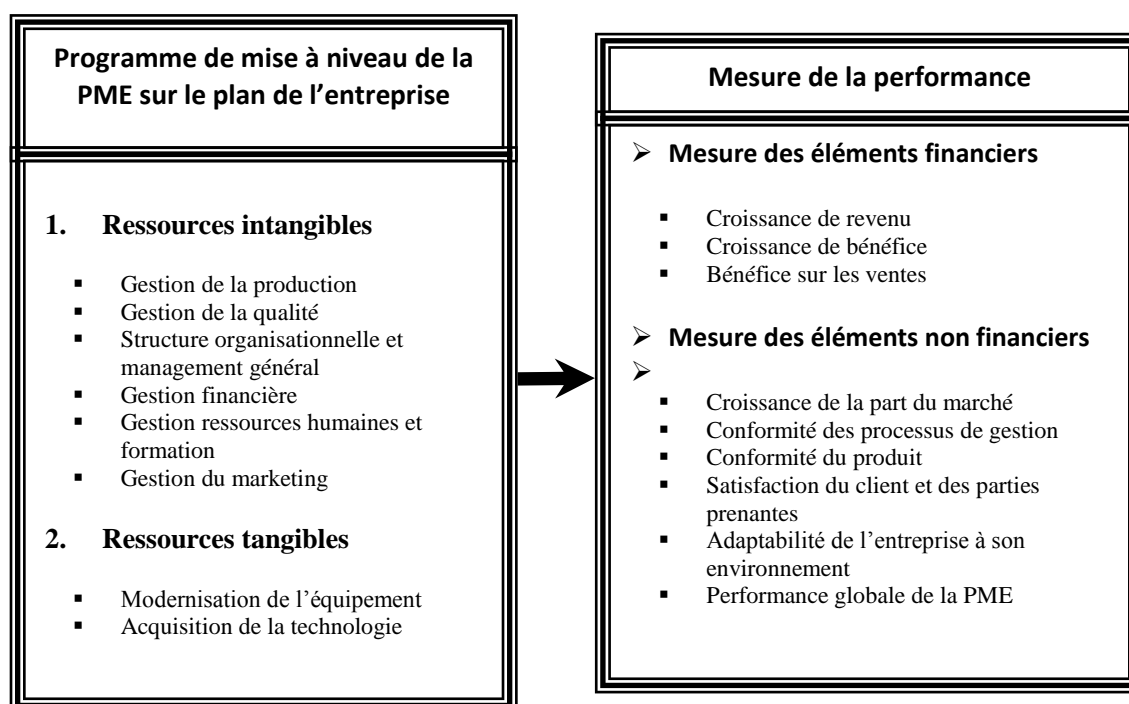 Programme de mise à niveau de la
PME sur le plan de l’entreprise
1. Ressources intangibles
▪ Gestion de la production
▪ Gestion de la qualité
▪ Structure organisationnelle et
management général
▪ Gestion financière
▪ Gestion ressources humaines et
formation
▪ Gestion du marketing
2. Ressources tangibles
▪ Modernisation de l’équipement
▪ Acquisition de la technologie
Mesure de la performance
➢ Mesure des éléments financiers
▪ Croissance de revenu
▪ Croissance de bénéfice
▪ Bénéfice sur les ventes
➢ Mesure des éléments non financiers
➢
▪ Croissance de la part du marché
▪ Conformité des processus de gestion
▪ Conformité du produit
▪ Satisfaction du client et des parties
prenantes
▪ Adaptabilité de l’entreprise à son
environnement
▪ Performance globale de la PME